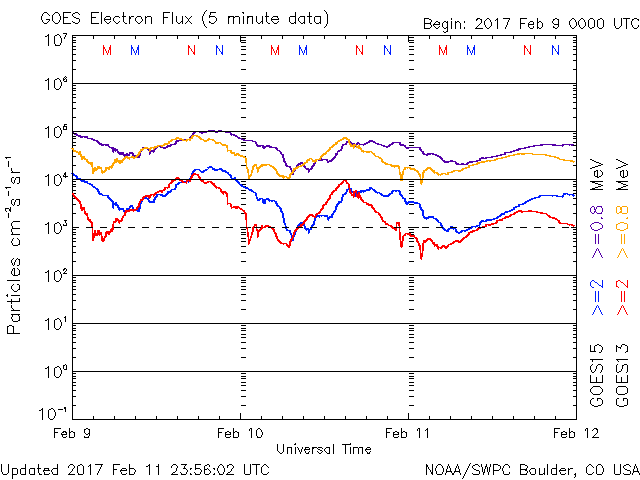 GOES Electron Flux (5 minute data)
Begin: 2017 Feb 9 0000 UTC
M M N N M M N N M M N N
10⁷
10⁶
10⁵
10⁴
10³
10²
10¹
10⁰
10⁻¹
Particles cm⁻²s⁻¹sr⁻¹
Feb 9 Feb 10 Feb 11 Feb 12
Universal Time
GOES15 >=2 >=0.8 MeV
GOES13 >=2 >=0.8 MeV
Updated 2017 Feb 11 23:56:02 UTC
NOAA/SWPC Boulder, CO USA